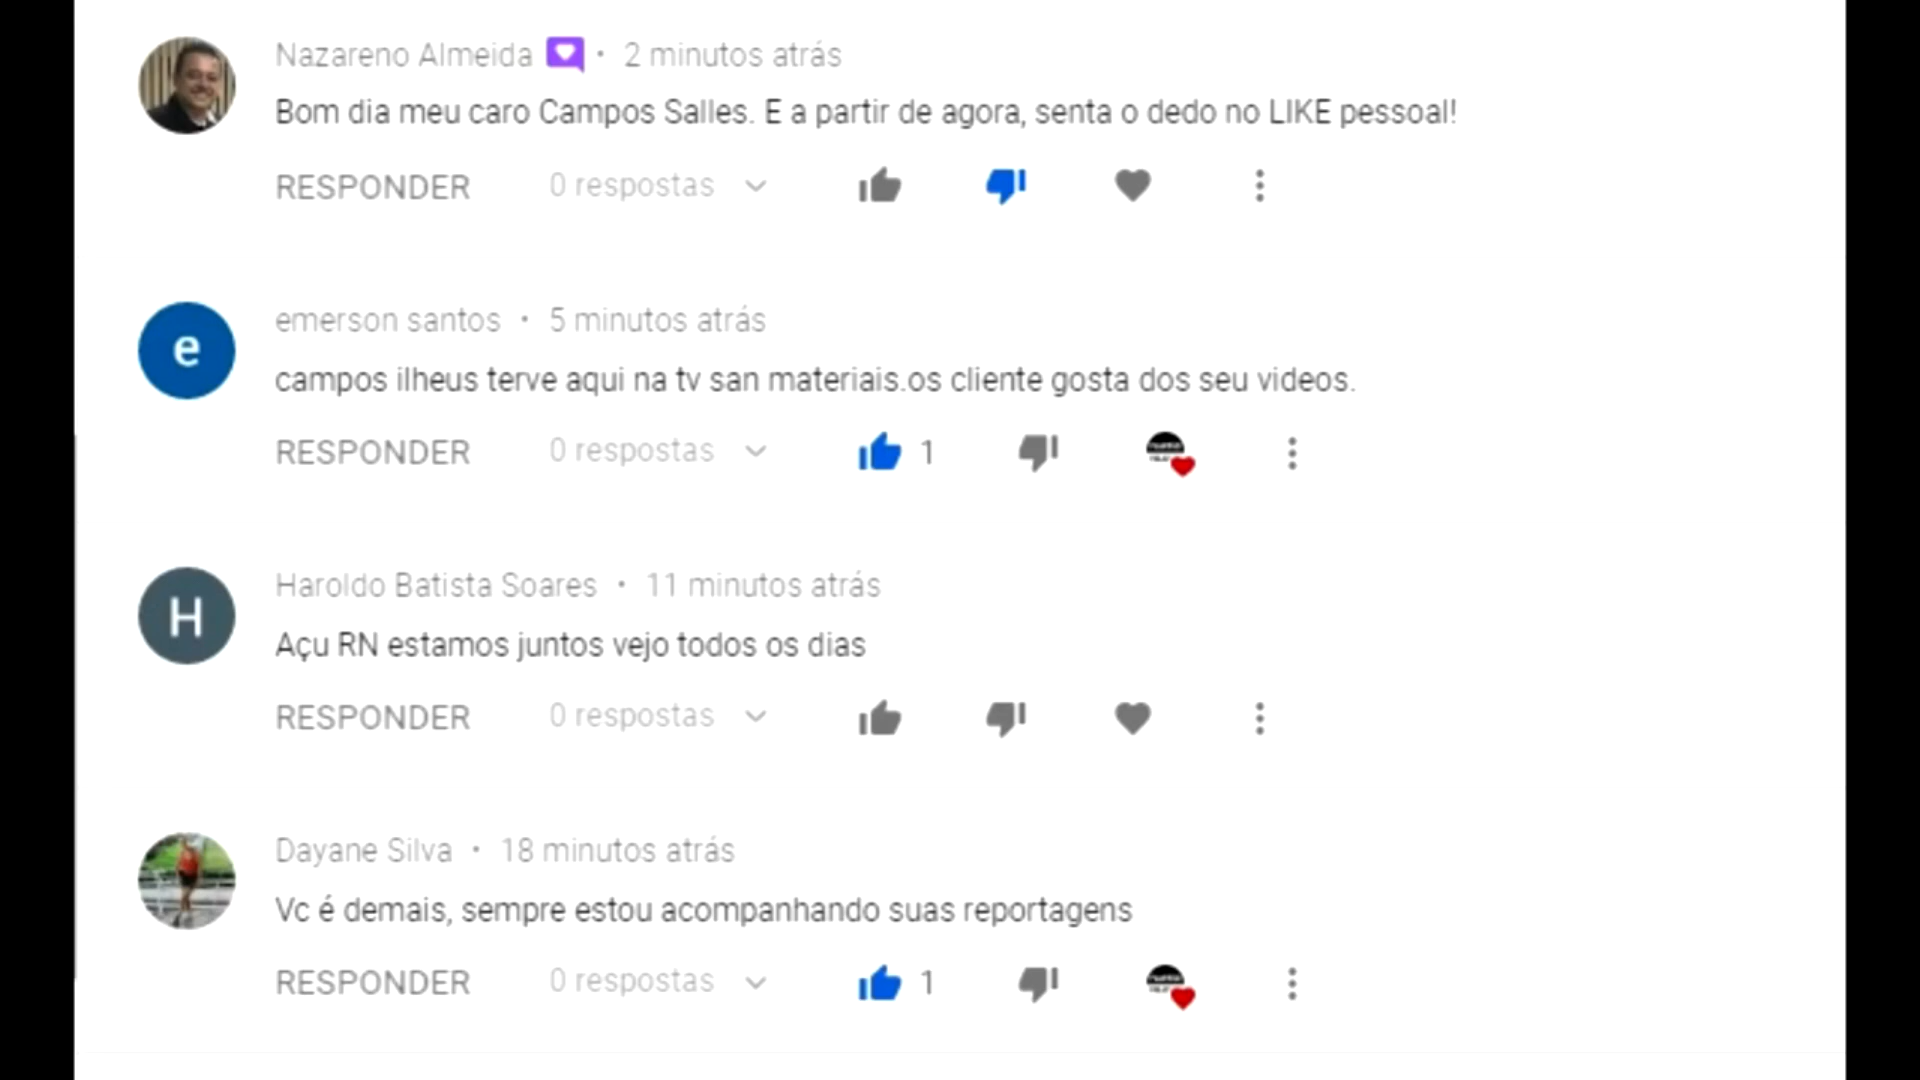 Nazareno Almeida • 2 minutos atrás
Bom dia meu caro Campos Salles. E a partir de agora, senta o dedo no LIKE pessoal!
RESPONDER 0 respostas
e
emerson santos • 5 minutos atrás
campos ilheus terve aqui na tv san materiais.os cliente gosta dos seu videos.
RESPONDER 0 respostas 1
H
Haroldo Batista Soares • 11 minutos atrás
Açu RN estamos juntos vejo todos os dias
RESPONDER 0 respostas
Dayane Silva • 18 minutos atrás
Vc é demais, sempre estou acompanhando suas reportagens
RESPONDER 0 respostas 1